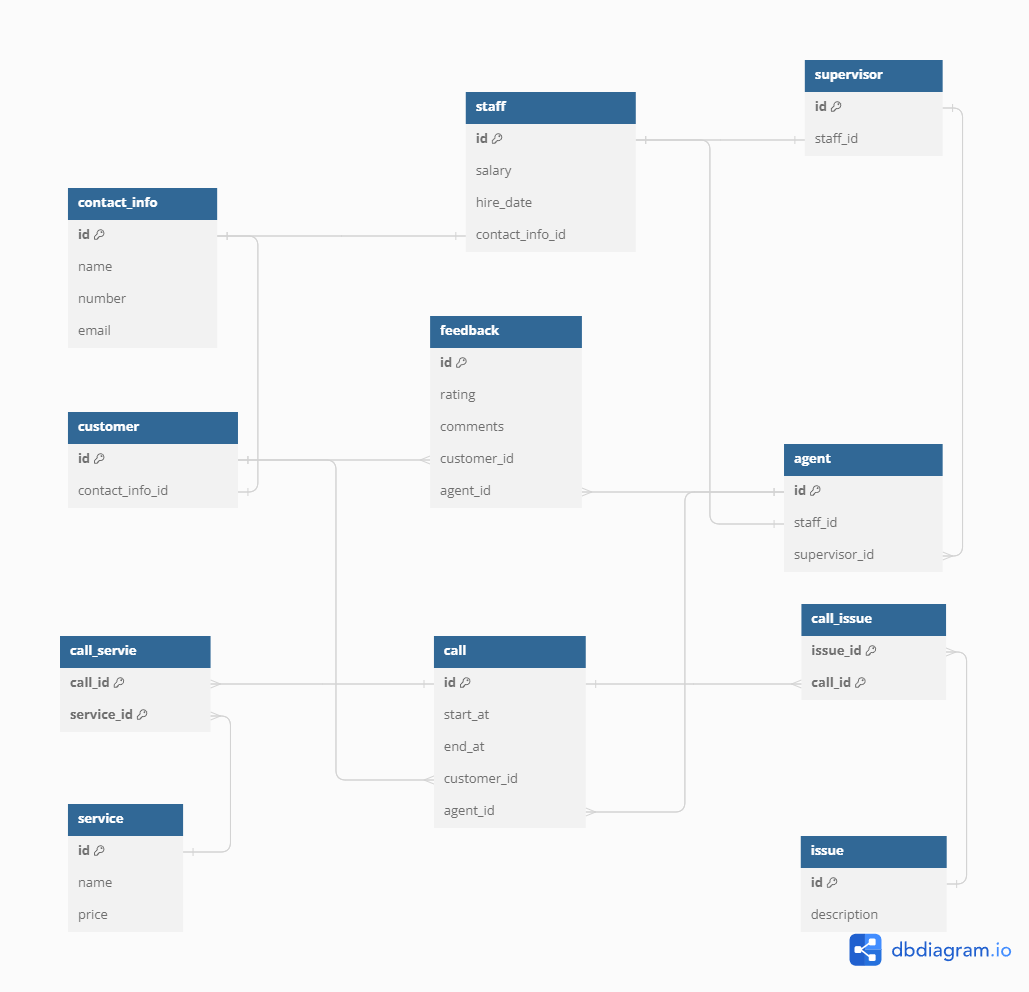 supervisor
id
staff_id
staff
id
salary
hire_date
contact_info_id
contact_info
id
name
number
email
feedback
id
rating
comments
customer_id
agent_id
customer
id
contact_info_id
agent
id
staff_id
supervisor_id
call_issue
issue_id
call_id
call_servie
call_id
service_id
call
id
start_at
end_at
customer_id
agent_id
service
id
name
price
issue
id
description
dbdiagram.io